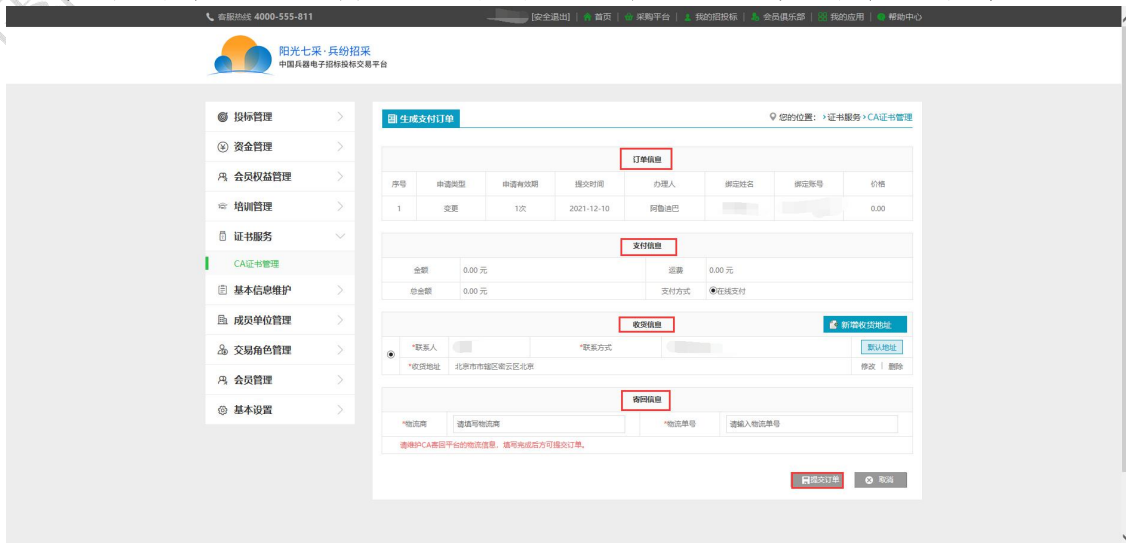 客服热线 4000-555-811
[安全退出] | 首页 | 采购平台 | 我的招投标 | 会员俱乐部 | 我的应用 | 帮助中心
阳光七采·兵纷招采
中国兵器电子招标投标交易平台
投标管理
资金管理
会员权益管理
培训管理
证书服务
CA证书管理
基本信息维护
成员单位管理
交易角色管理
会员管理
基本设置
生成支付订单 您的位置: ›证书服务›CA证书管理
订单信息
序号 申请类型 申请有效期 提交时间 办理人 绑定姓名 绑定账号 价格
1 变更 1次 2021-12-10 阿鲁迪巴 0.00
支付信息
金额 0.00 元 运费 0.00 元
总金额 0.00 元 支付方式 在线支付
收货信息 新增收货地址
*联系人 *联系方式 默认地址
*收货地址 北京市市辖区密云区北京 修改 | 删除
寄回信息
*物流商 请填写物流商 *物流单号 请输入物流单号
请维护CA寄回平台的物流信息，填写完成后方可提交订单。
提交订单 取消